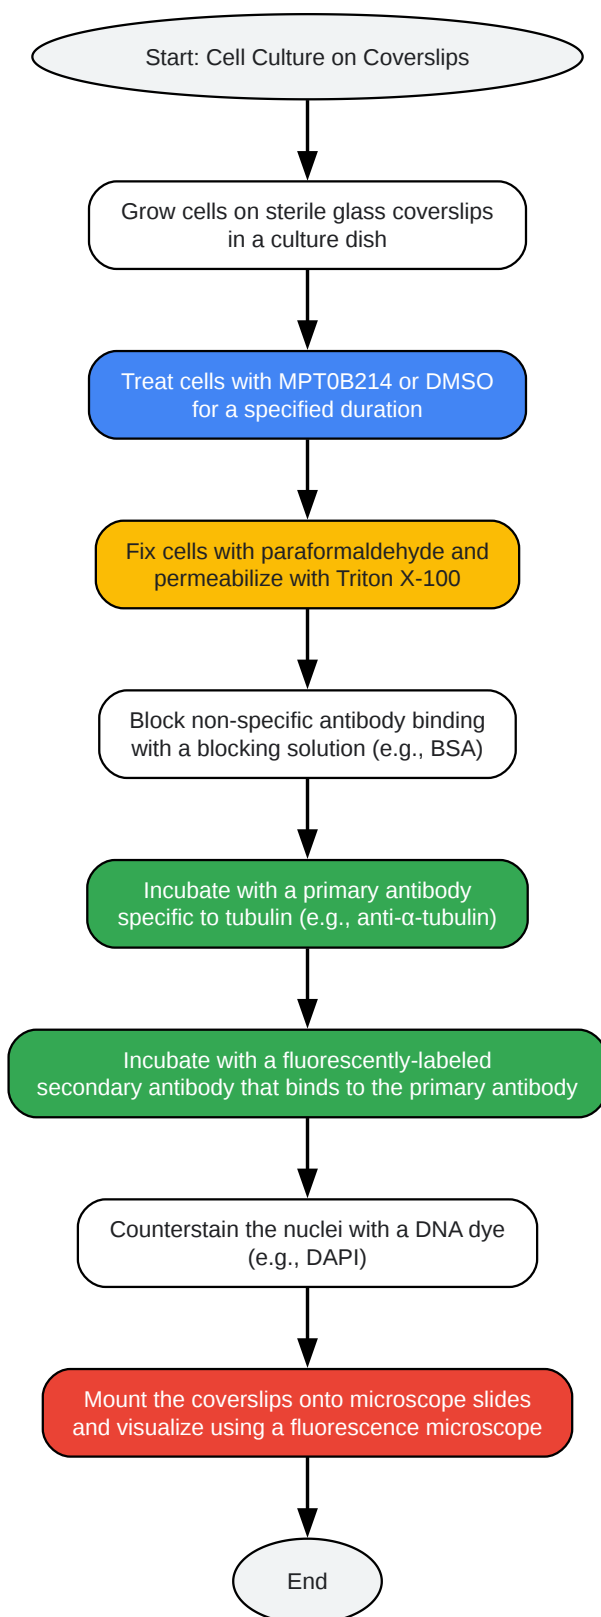 Start: Cell Culture on Coverslips
Grow cells on sterile glass coverslips
in a culture dish
Treat cells with MPT0B214 or DMSO
for a specified duration
Fix cells with paraformaldehyde and
permeabilize with Triton X-100
Block non-specific antibody binding
with a blocking solution (e.g., BSA)
Incubate with a primary antibody
specific to tubulin (e.g., anti-α-tubulin)
Incubate with a fluorescently-labeled
secondary antibody that binds to the primary antibody
Counterstain the nuclei with a DNA dye
(e.g., DAPI)
Mount the coverslips onto microscope slides
and visualize using a fluorescence microscope
End